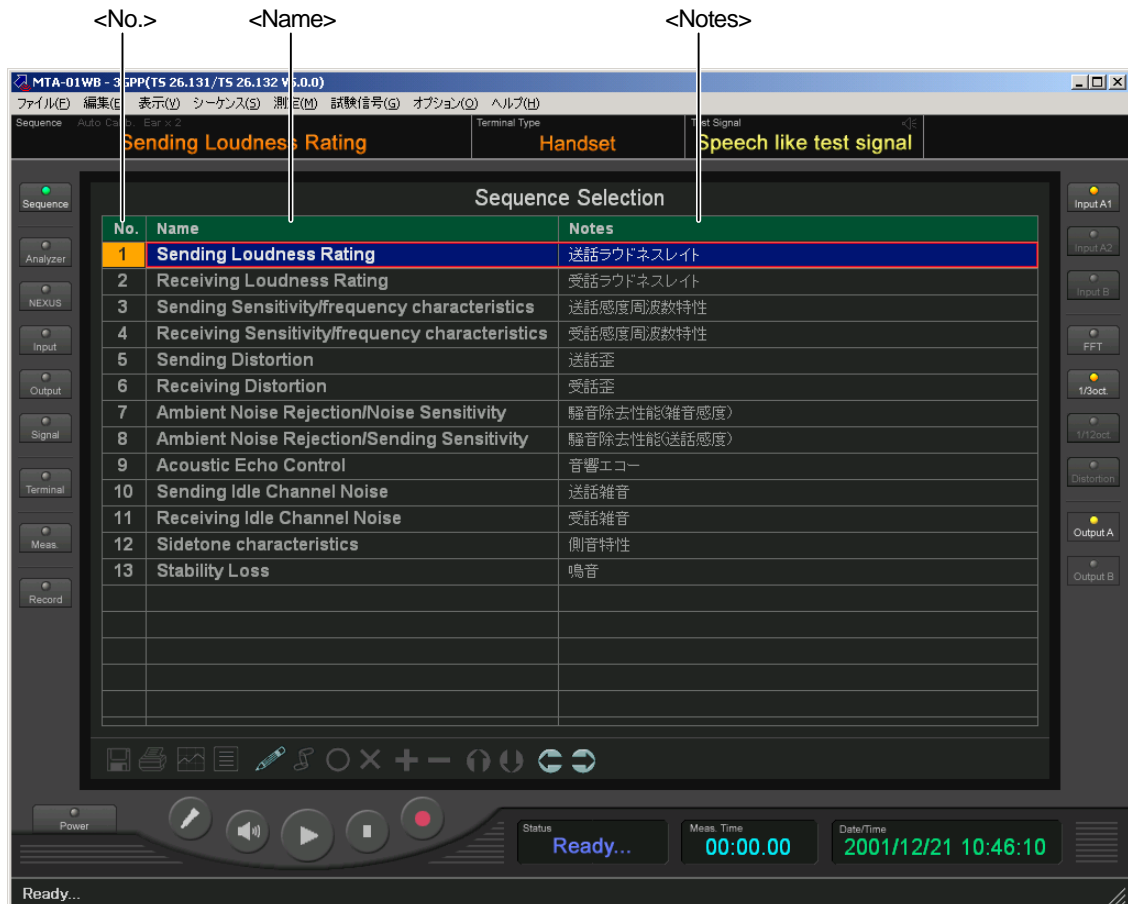 <No.> <Name> <Notes>
MTA-01WB - 3GPP(TS 26.131/TS 26.132 V5.0.0)
ファイル(F) 編集(E) 表示(V) シーケンス(S) 測定(M) 試験信号(G) オプション(O) ヘルプ(H)
Sequence Auto Calib. Ear x 2 Terminal Type Test Signal
Sending Loudness Rating Handset Speech like test signal
Sequence Selection
No. Name Notes
1 Sending Loudness Rating 送話ラウドネスレイト
2 Receiving Loudness Rating 受話ラウドネスレイト
3 Sending Sensitivity/frequency characteristics 送話感度周波数特性
4 Receiving Sensitivity/frequency characteristics 受話感度周波数特性
5 Sending Distortion 送話歪
6 Receiving Distortion 受話歪
7 Ambient Noise Rejection/Noise Sensitivity 騒音除去性能(雑音感度)
8 Ambient Noise Rejection/Sending Sensitivity 騒音除去性能(送話感度)
9 Acoustic Echo Control 音響エコー
10 Sending Idle Channel Noise 送話雑音
11 Receiving Idle Channel Noise 受話雑音
12 Sidetone characteristics 側音特性
13 Stability Loss 鳴音
Sequence
Analyzer
NEXUS
Input
Output
Signal
Terminal
Meas.
Record
Input A1
Input A2
Input B
FFT
1/3oct.
1/12oct.
Distortion
Output A
Output B
Power
Status Meas. Time Date/Time
Ready... 00:00.00 2001/12/21 10:46:10
Ready...